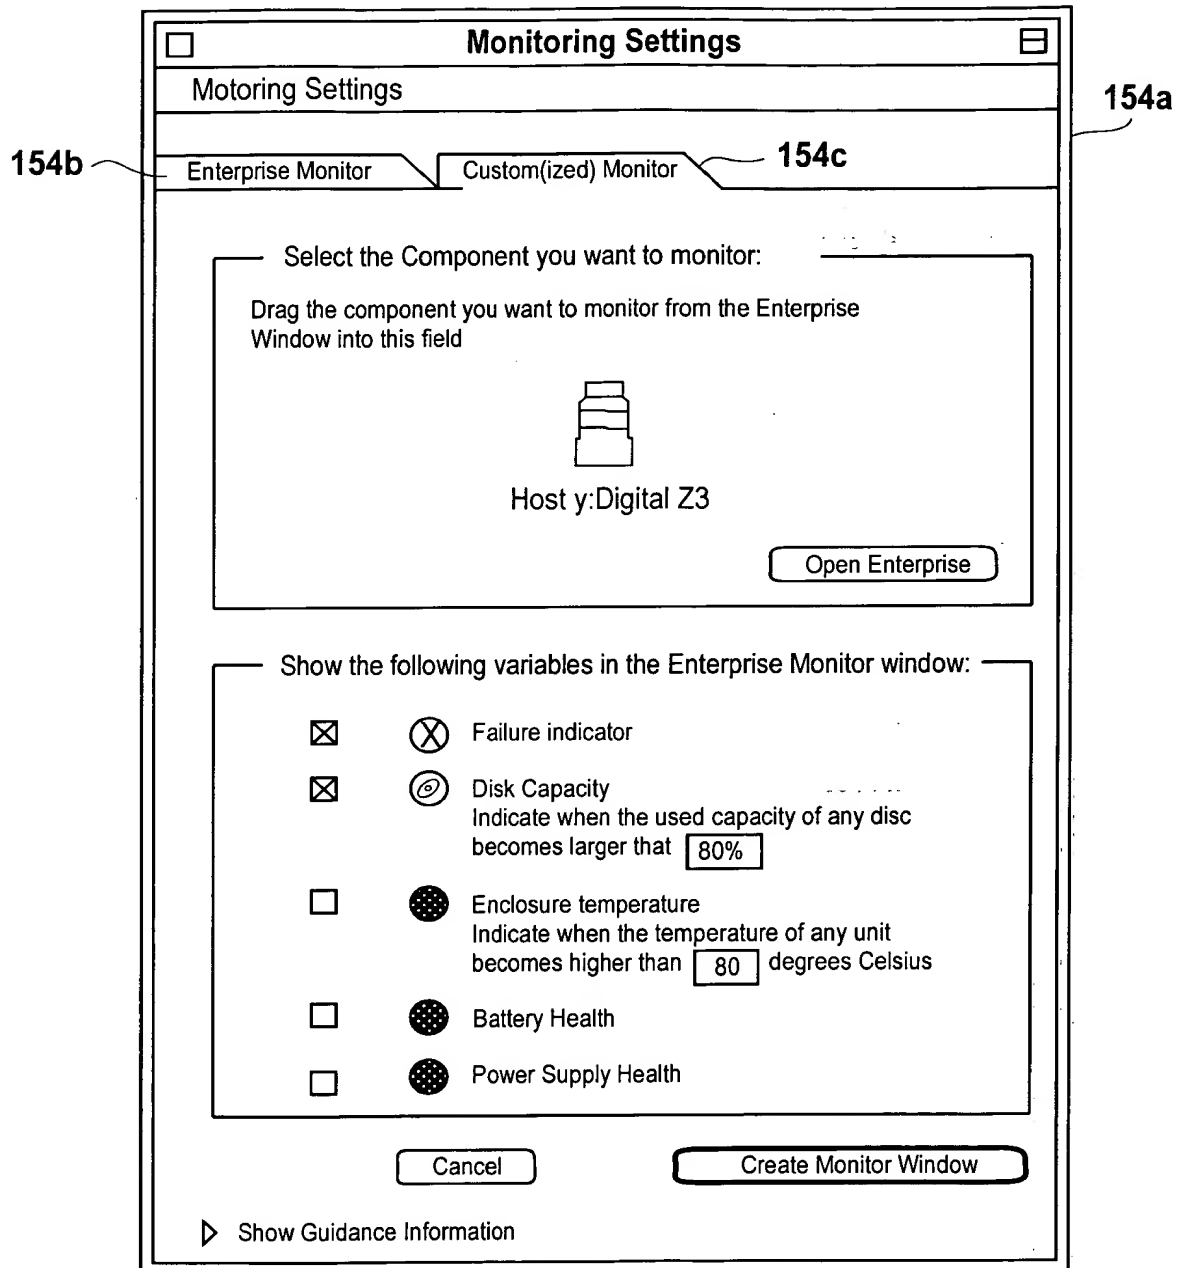 Monitoring Settings
Motoring Settings
154a
154b
Enterprise Monitor
Custom(ized) Monitor
154c
Select the Component you want to monitor:
Drag the component you want to monitor from the Enterprise
Window into this field
Host y:Digital Z3
Open Enterprise
Show the following variables in the Enterprise Monitor window:
Failure indicator
Disk Capacity
Indicate when the used capacity of any disc
becomes larger that 80%
Enclosure temperature
Indicate when the temperature of any unit
becomes higher than 80 degrees Celsius
Battery Health
Power Supply Health
Cancel
Create Monitor Window
Show Guidance Information